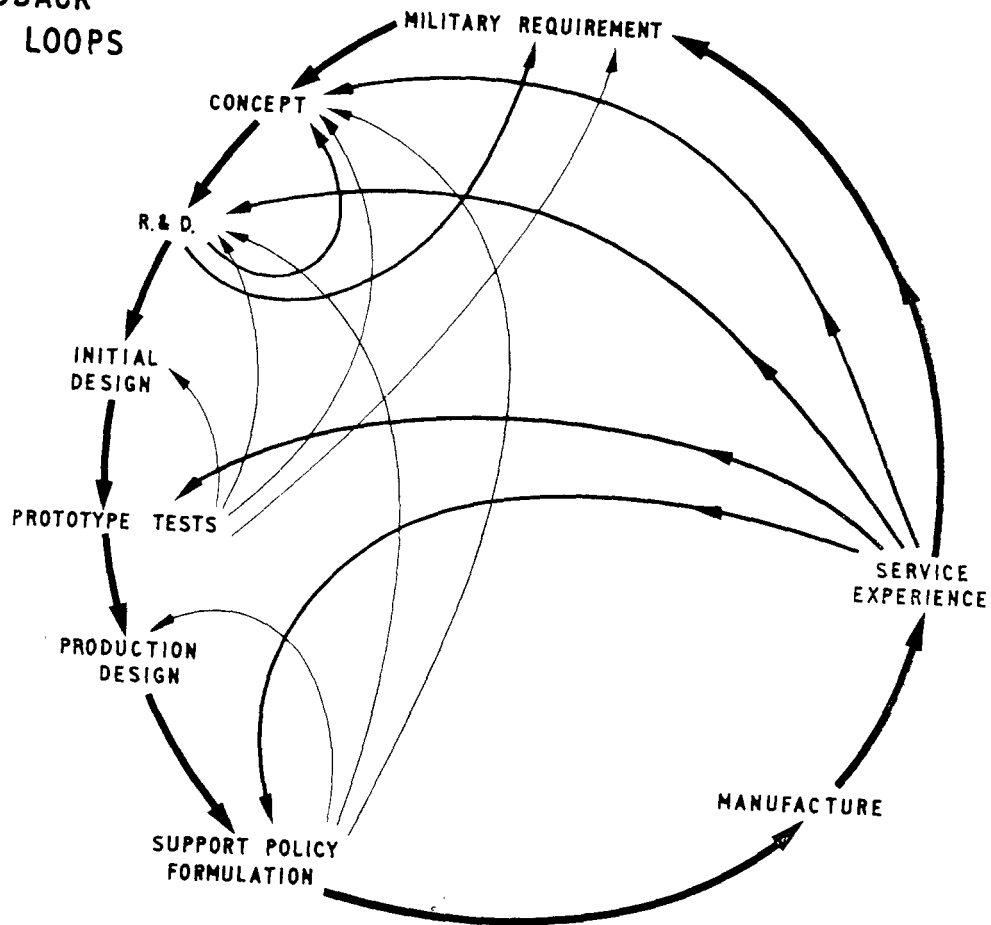 LOOPS
MILITARY REQUIREMENT
CONCEPT
R. & D.
INITIAL
DESIGN
PROTOTYPE TESTS
SERVICE
EXPERIENCE
PRODUCTION
DESIGN
MANUFACTURE
SUPPORT POLICY
FORMULATION